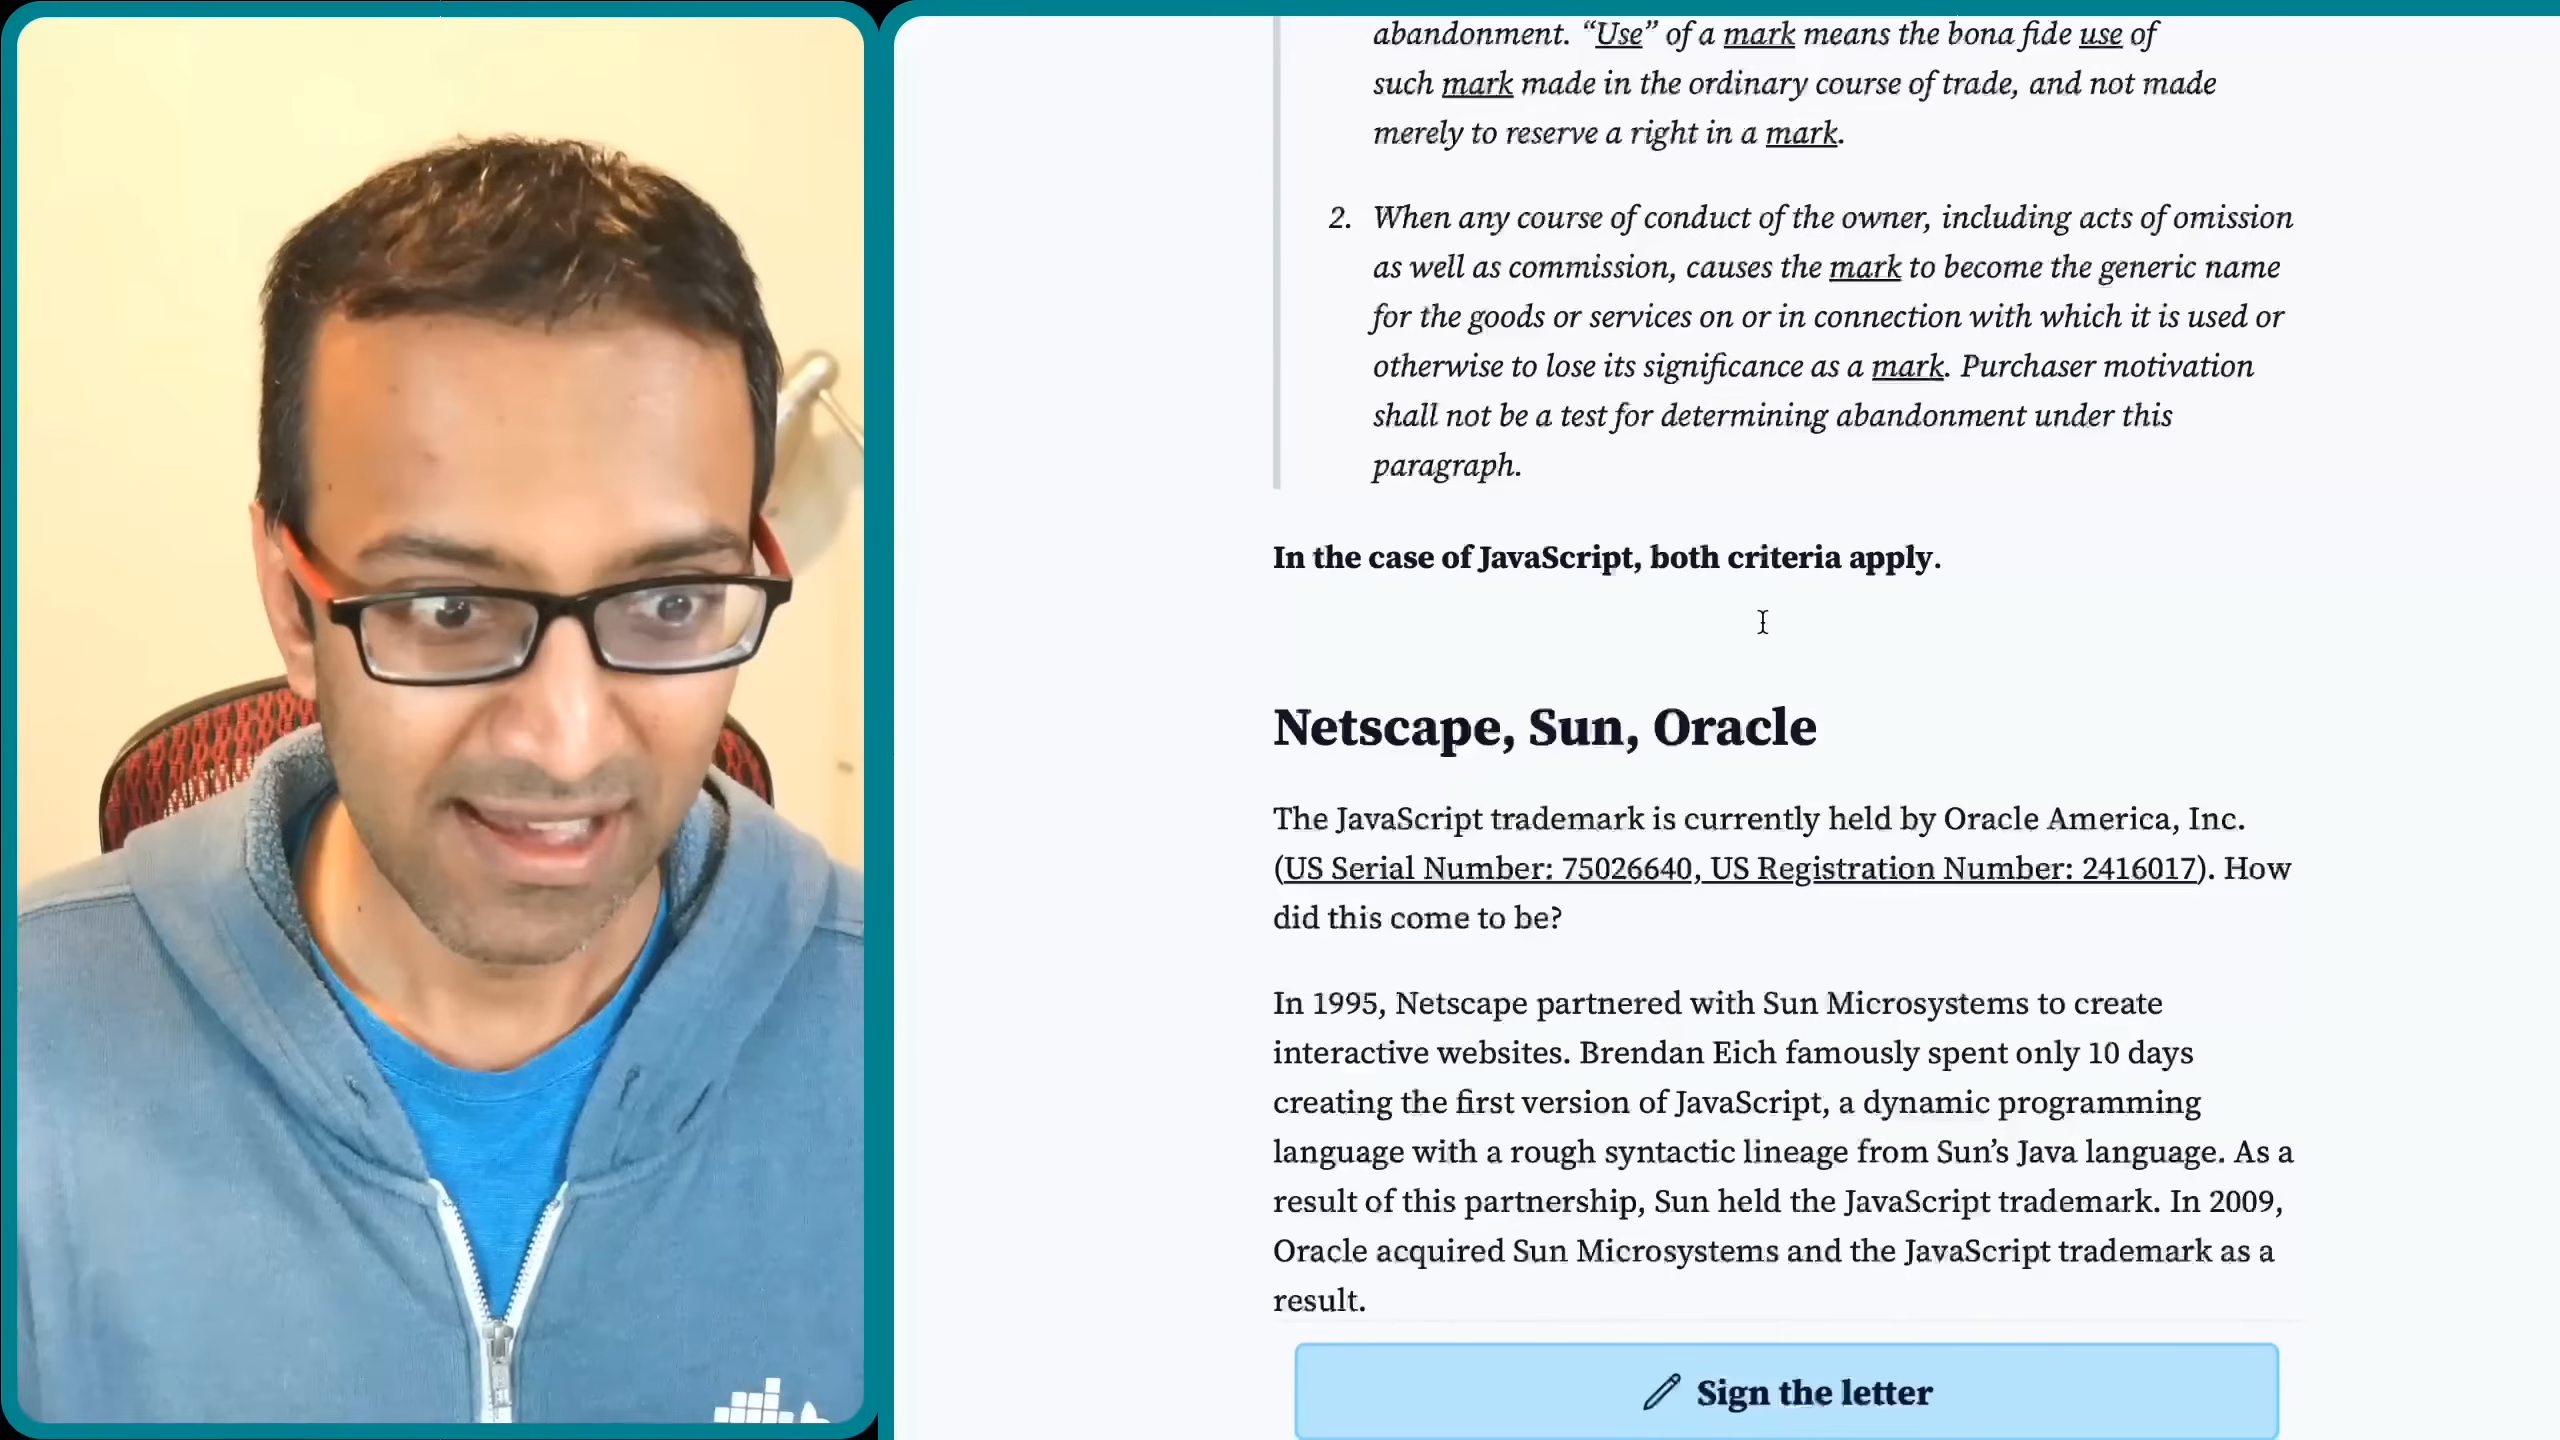 abandonment. “Use” of a mark means the bona fide use of
such mark made in the ordinary course of trade, and not made
merely to reserve a right in a mark.
2. When any course of conduct of the owner, including acts of omission
as well as commission, causes the mark to become the generic name
for the goods or services on or in connection with which it is used or
otherwise to lose its significance as a mark. Purchaser motivation
shall not be a test for determining abandonment under this
paragraph.
In the case of JavaScript, both criteria apply.
Netscape, Sun, Oracle
The JavaScript trademark is currently held by Oracle America, Inc.
(US Serial Number: 75026640, US Registration Number: 2416017). How
did this come to be?
In 1995, Netscape partnered with Sun Microsystems to create
interactive websites. Brendan Eich famously spent only 10 days
creating the first version of JavaScript, a dynamic programming
language with a rough syntactic lineage from Sun’s Java language. As a
result of this partnership, Sun held the JavaScript trademark. In 2009,
Oracle acquired Sun Microsystems and the JavaScript trademark as a
result.
Sign the letter